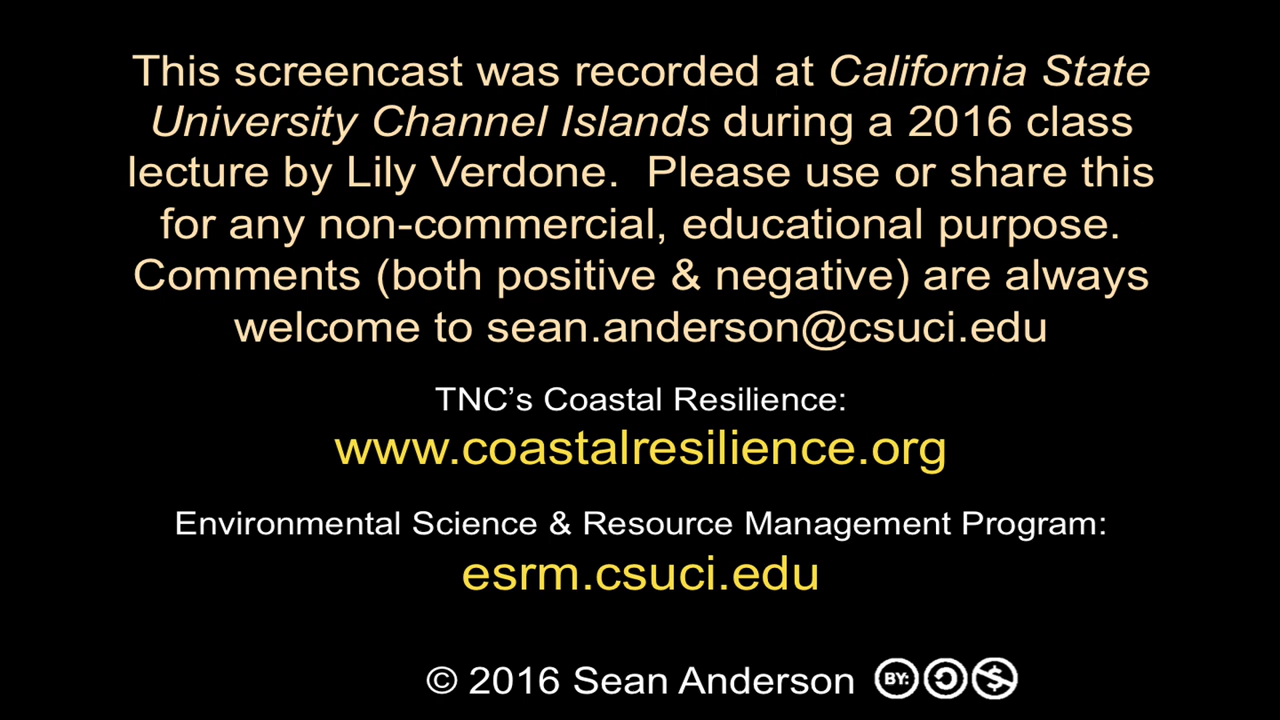 This screencast was recorded at California State
University Channel Islands during a 2016 class
lecture by Lily Verdone.  Please use or share this
for any non-commercial, educational purpose.
Comments (both positive & negative) are always
welcome to sean.anderson@csuci.edu
TNC’s Coastal Resilience:
www.coastalresilience.org
Environmental Science & Resource Management Program:
esrm.csuci.edu
© 2016 Sean Anderson BY: $